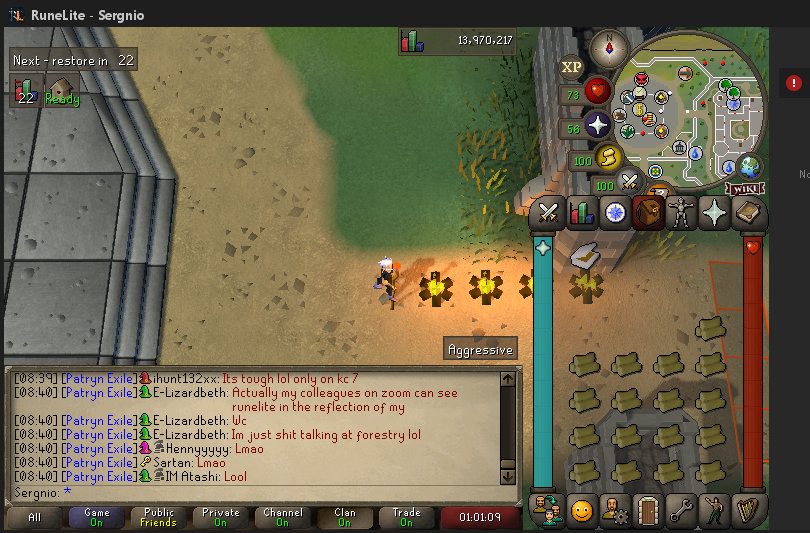 RuneLite - Sergnio
13,970,217
Next - restore in 22
22
Ready
N
XP
73
56
100
100
WIKI
No
Aggressive
[08:39] [Patryn Exile] ihunt132xx: Its tough lol only on kc 7
[08:40] [Patryn Exile] E-Lizardbeth: Actually my colleagues on zoom can see
runelite in the reflection of my
[08:40] [Patryn Exile] E-Lizardbeth: Wc
[08:40] [Patryn Exile] E-Lizardbeth: Im just shit talking at forestry lol
[08:40] [Patryn Exile] Hennyyyyy: Lmao
[08:40] [Patryn Exile] Sartan: Lmao
[08:40] [Patryn Exile] IM Atashi: Lool
Sergnio: *
All
Game
On
Public
Friends
Private
On
Channel
On
Clan
On
Trade
On
01:01:09